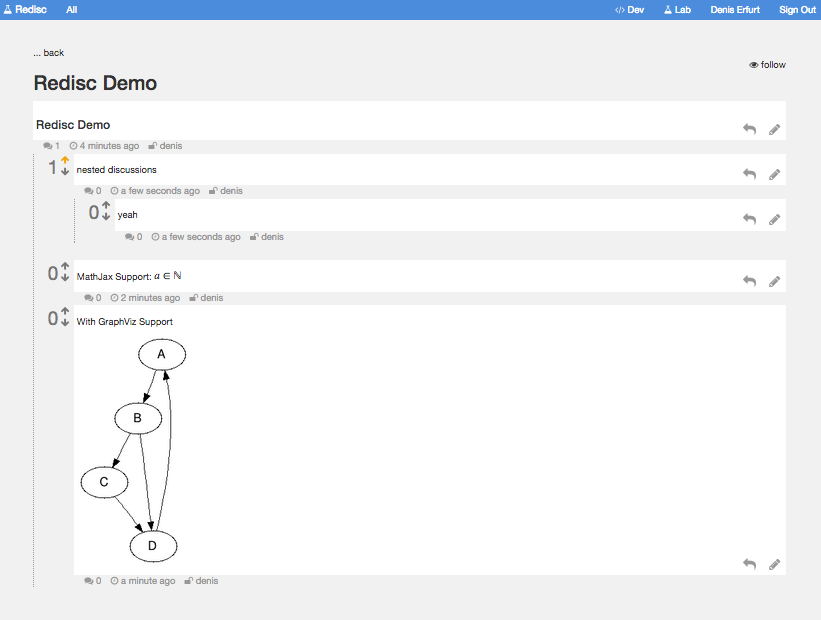 Redisc All </> Dev Lab Denis Erfurt Sign Out
... back
follow
Redisc Demo
Redisc Demo
1 4 minutes ago denis
1 nested discussions
0 a few seconds ago denis
0 yeah
0 a few seconds ago denis
0 MathJax Support: a ∈ ℕ
0 2 minutes ago denis
0 With GraphViz Support
A
B
C
D
0 a minute ago denis